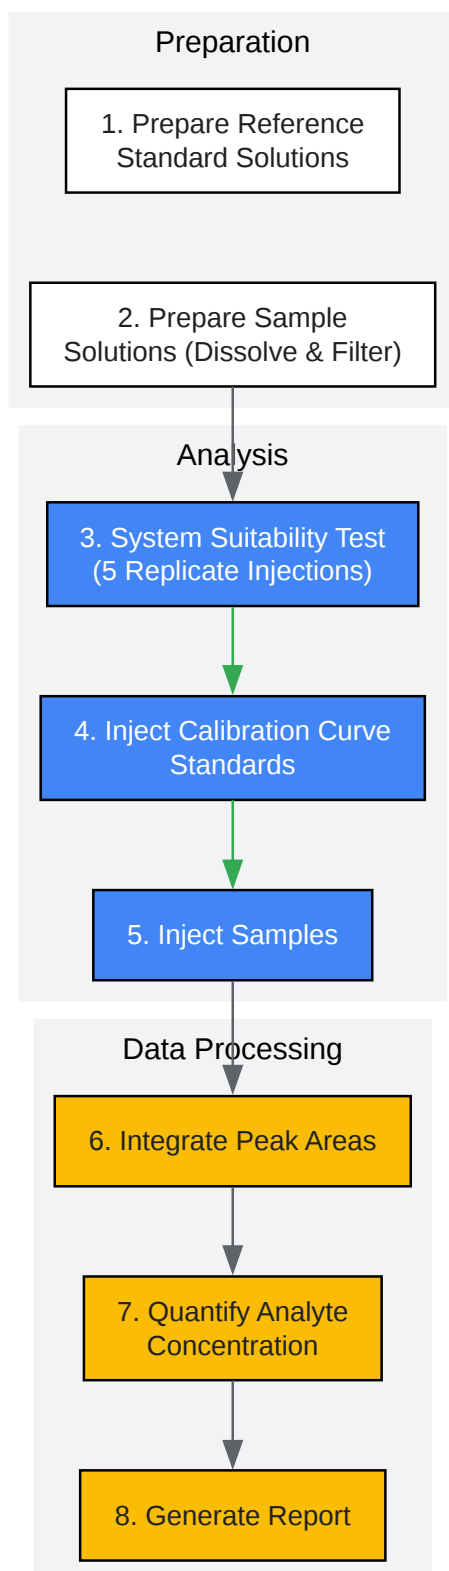 Preparation
1. Prepare Reference
Standard Solutions
2. Prepare Sample
Solutions (Dissolve & Filter)
Analysis
3. System Suitability Test
(5 Replicate Injections)
4. Inject Calibration Curve
Standards
5. Inject Samples
Data Processing
6. Integrate Peak Areas
7. Quantify Analyte
Concentration
8. Generate Report